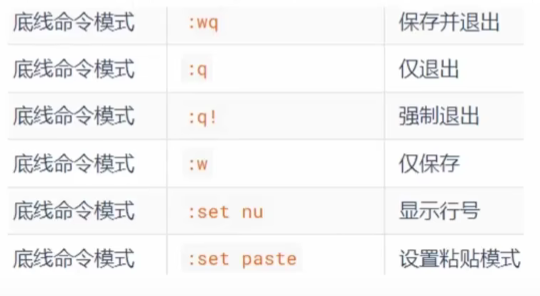 底线命令模式 :wq 保存并退出
底线命令模式 :q 仅退出
底线命令模式 :q! 强制退出
底线命令模式 :w 仅保存
底线命令模式 :set nu 显示行号
底线命令模式 :set paste 设置粘贴模式